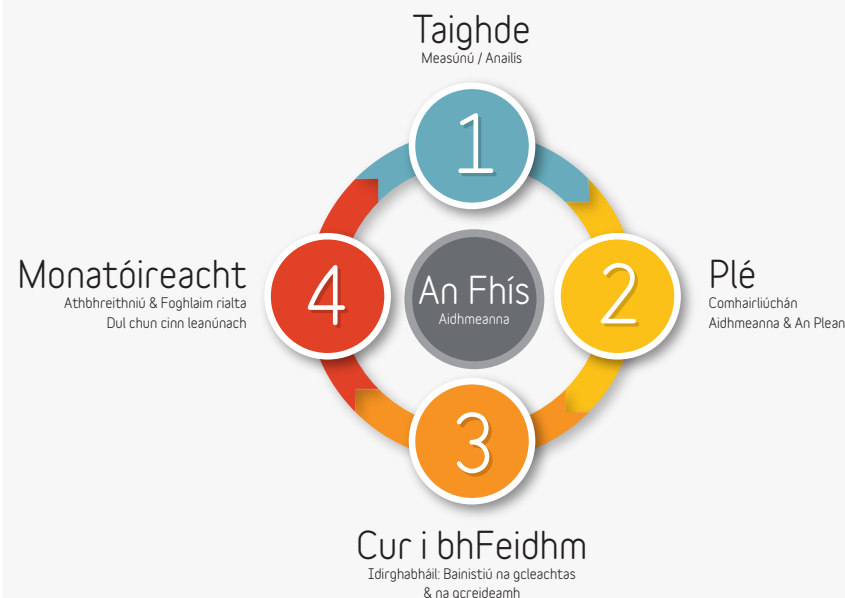 Taighde
Measúnú / Anailís
1
Monatóireacht
Athbhreithniú & Foghlaim rialta
Dul chun cinn leanúnach
4
An Fhís
Aidhmeanna
2
Plé
Comhairliúchán
Aidhmeanna & An Plean
3
Cur i bhFeidhm
Idirghabháil: Bainistiú na gcleachtas
& na gcreideamh